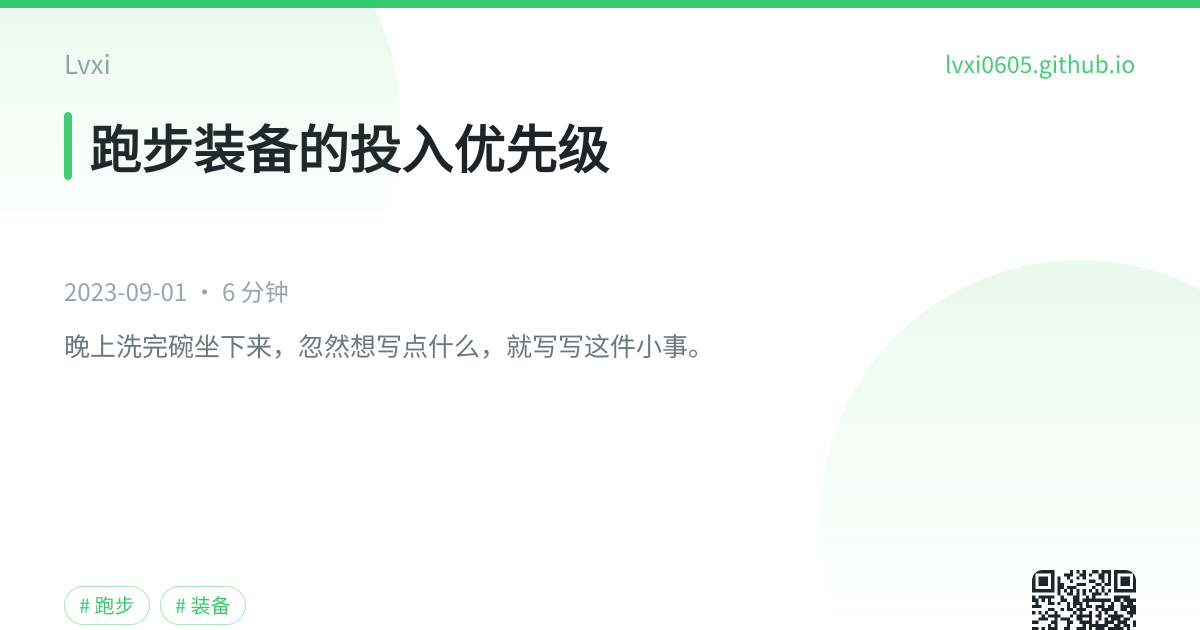 Lvxi
lvxi0605.github.io
跑步装备的投入优先级
2023-09-01 · 6 分钟
晚上洗完碗坐下来，忽然想写点什么，就写写这件小事。
# 跑步
# 装备